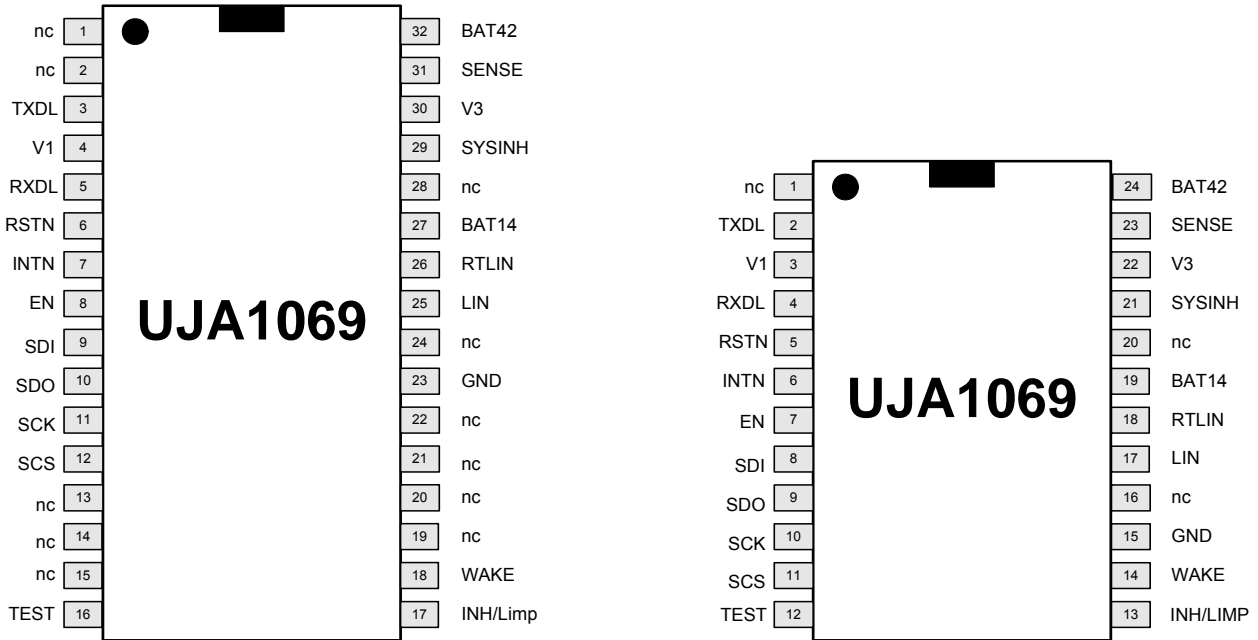 nc 1 32 BAT42
nc 2 31 SENSE
TXDL 3 30 V3
V1 4 29 SYSINH
RXDL 5 28 nc
RSTN 6 27 BAT14
INTN 7 26 RTLIN
EN 8 25 LIN
SDI 9 24 nc
SDO 10 23 GND
SCK 11 22 nc
SCS 12 21 nc
nc 13 20 nc
nc 14 19 nc
nc 15 18 WAKE
TEST 16 17 INH/Limp
UJA1069
nc 1 24 BAT42
TXDL 2 23 SENSE
V1 3 22 V3
RXDL 4 21 SYSINH
RSTN 5 20 nc
INTN 6 19 BAT14
EN 7 18 RTLIN
SDI 8 17 LIN
SDO 9 16 nc
SCK 10 15 GND
SCS 11 14 WAKE
TEST 12 13 INH/LIMP
UJA1069